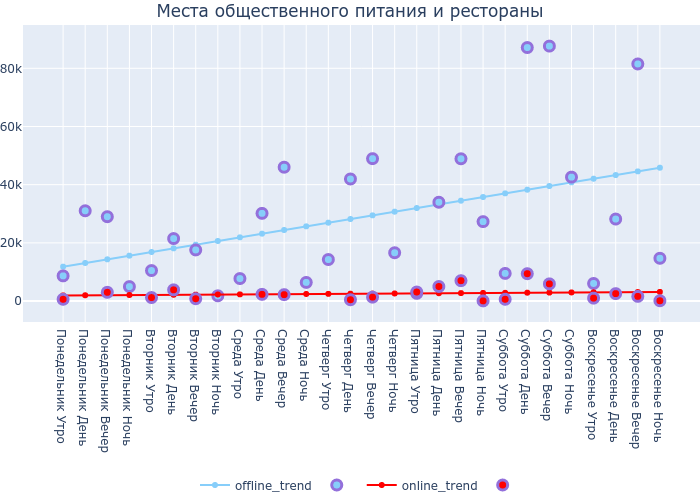 Места общественного питания и рестораны
80k
60k
40k
20k
0
Понедельник Утро
Понедельник День
Понедельник Вечер
Понедельник Ночь
Вторник Утро
Вторник День
Вторник Вечер
Вторник Ночь
Среда Утро
Среда День
Среда Вечер
Среда Ночь
Четверг Утро
Четверг День
Четверг Вечер
Четверг Ночь
Пятница Утро
Пятница День
Пятница Вечер
Пятница Ночь
Суббота Утро
Суббота День
Суббота Вечер
Суббота Ночь
Воскресенье Утро
Воскресенье День
Воскресенье Вечер
Воскресенье Ночь
offline_trend online_trend